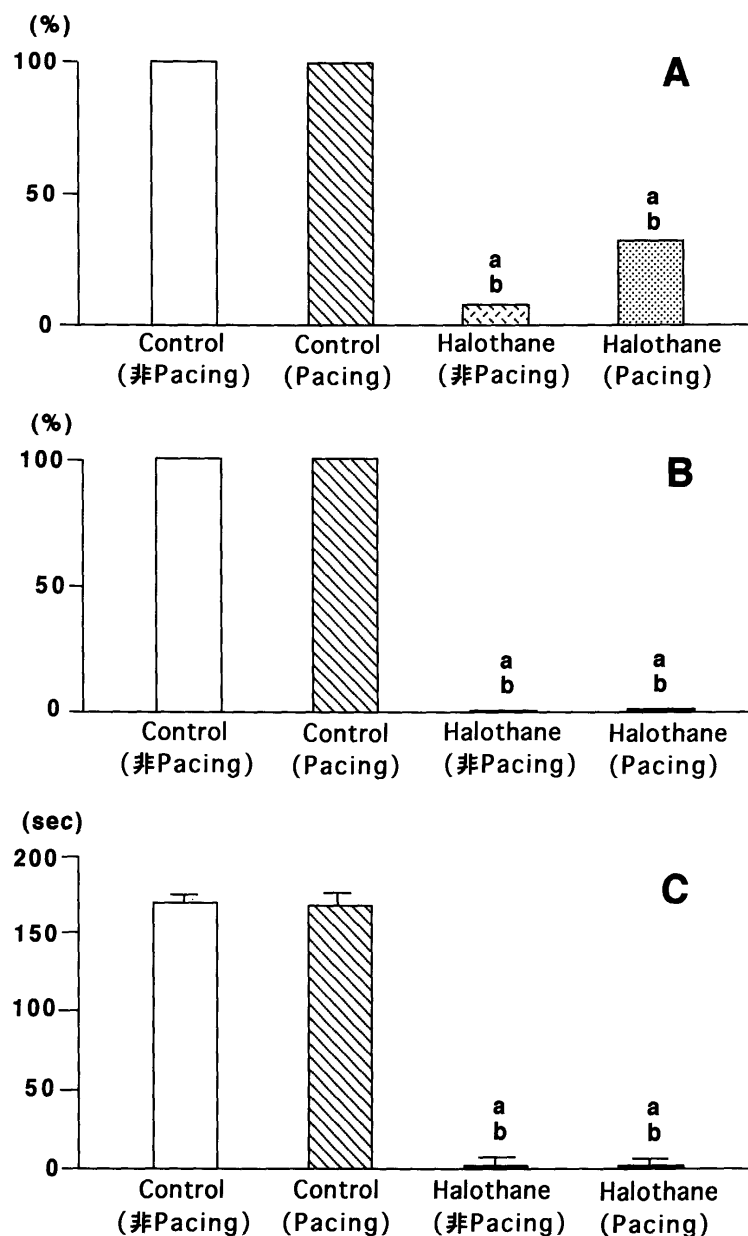 (%)
A
100
50
0
a
b
a
b
Control
(非Pacing)
Control
(Pacing)
Halothane
(非Pacing)
Halothane
(Pacing)
(%)
B
100
50
0
a
b
a
b
Control
(非Pacing)
Control
(Pacing)
Halothane
(非Pacing)
Halothane
(Pacing)
(sec)
C
200
150
100
50
0
a
b
a
b
Control
(非Pacing)
Control
(Pacing)
Halothane
(非Pacing)
Halothane
(Pacing)